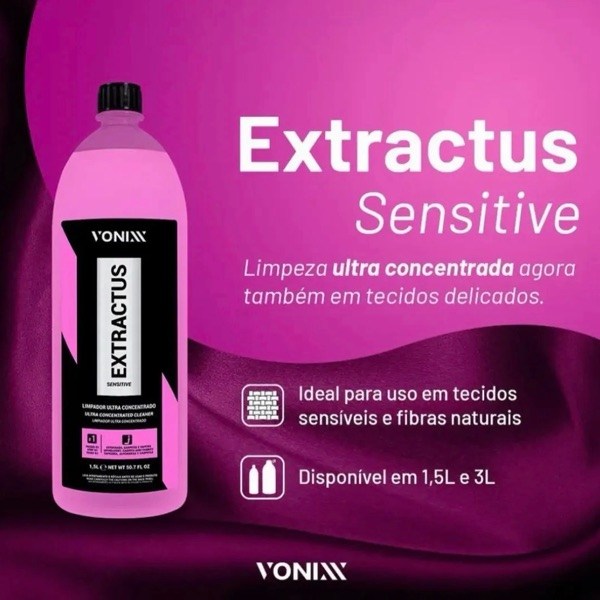 Extractus
Sensitive
Limpeza ultra concentrada agora
também em tecidos delicados.
Ideal para uso em tecidos
sensíveis e fibras naturais
Disponível em 1,5L e 3L
VONIXX
EXTRACTUS
SENSITIVE
LIMPADOR ULTRA CONCENTRADO
ULTRA CONCENTRATED CLEANER
LIMPIADOR ULTRA CONCENTRADO
1,5L e NET WT 50.7 FL OZ
VONIXX